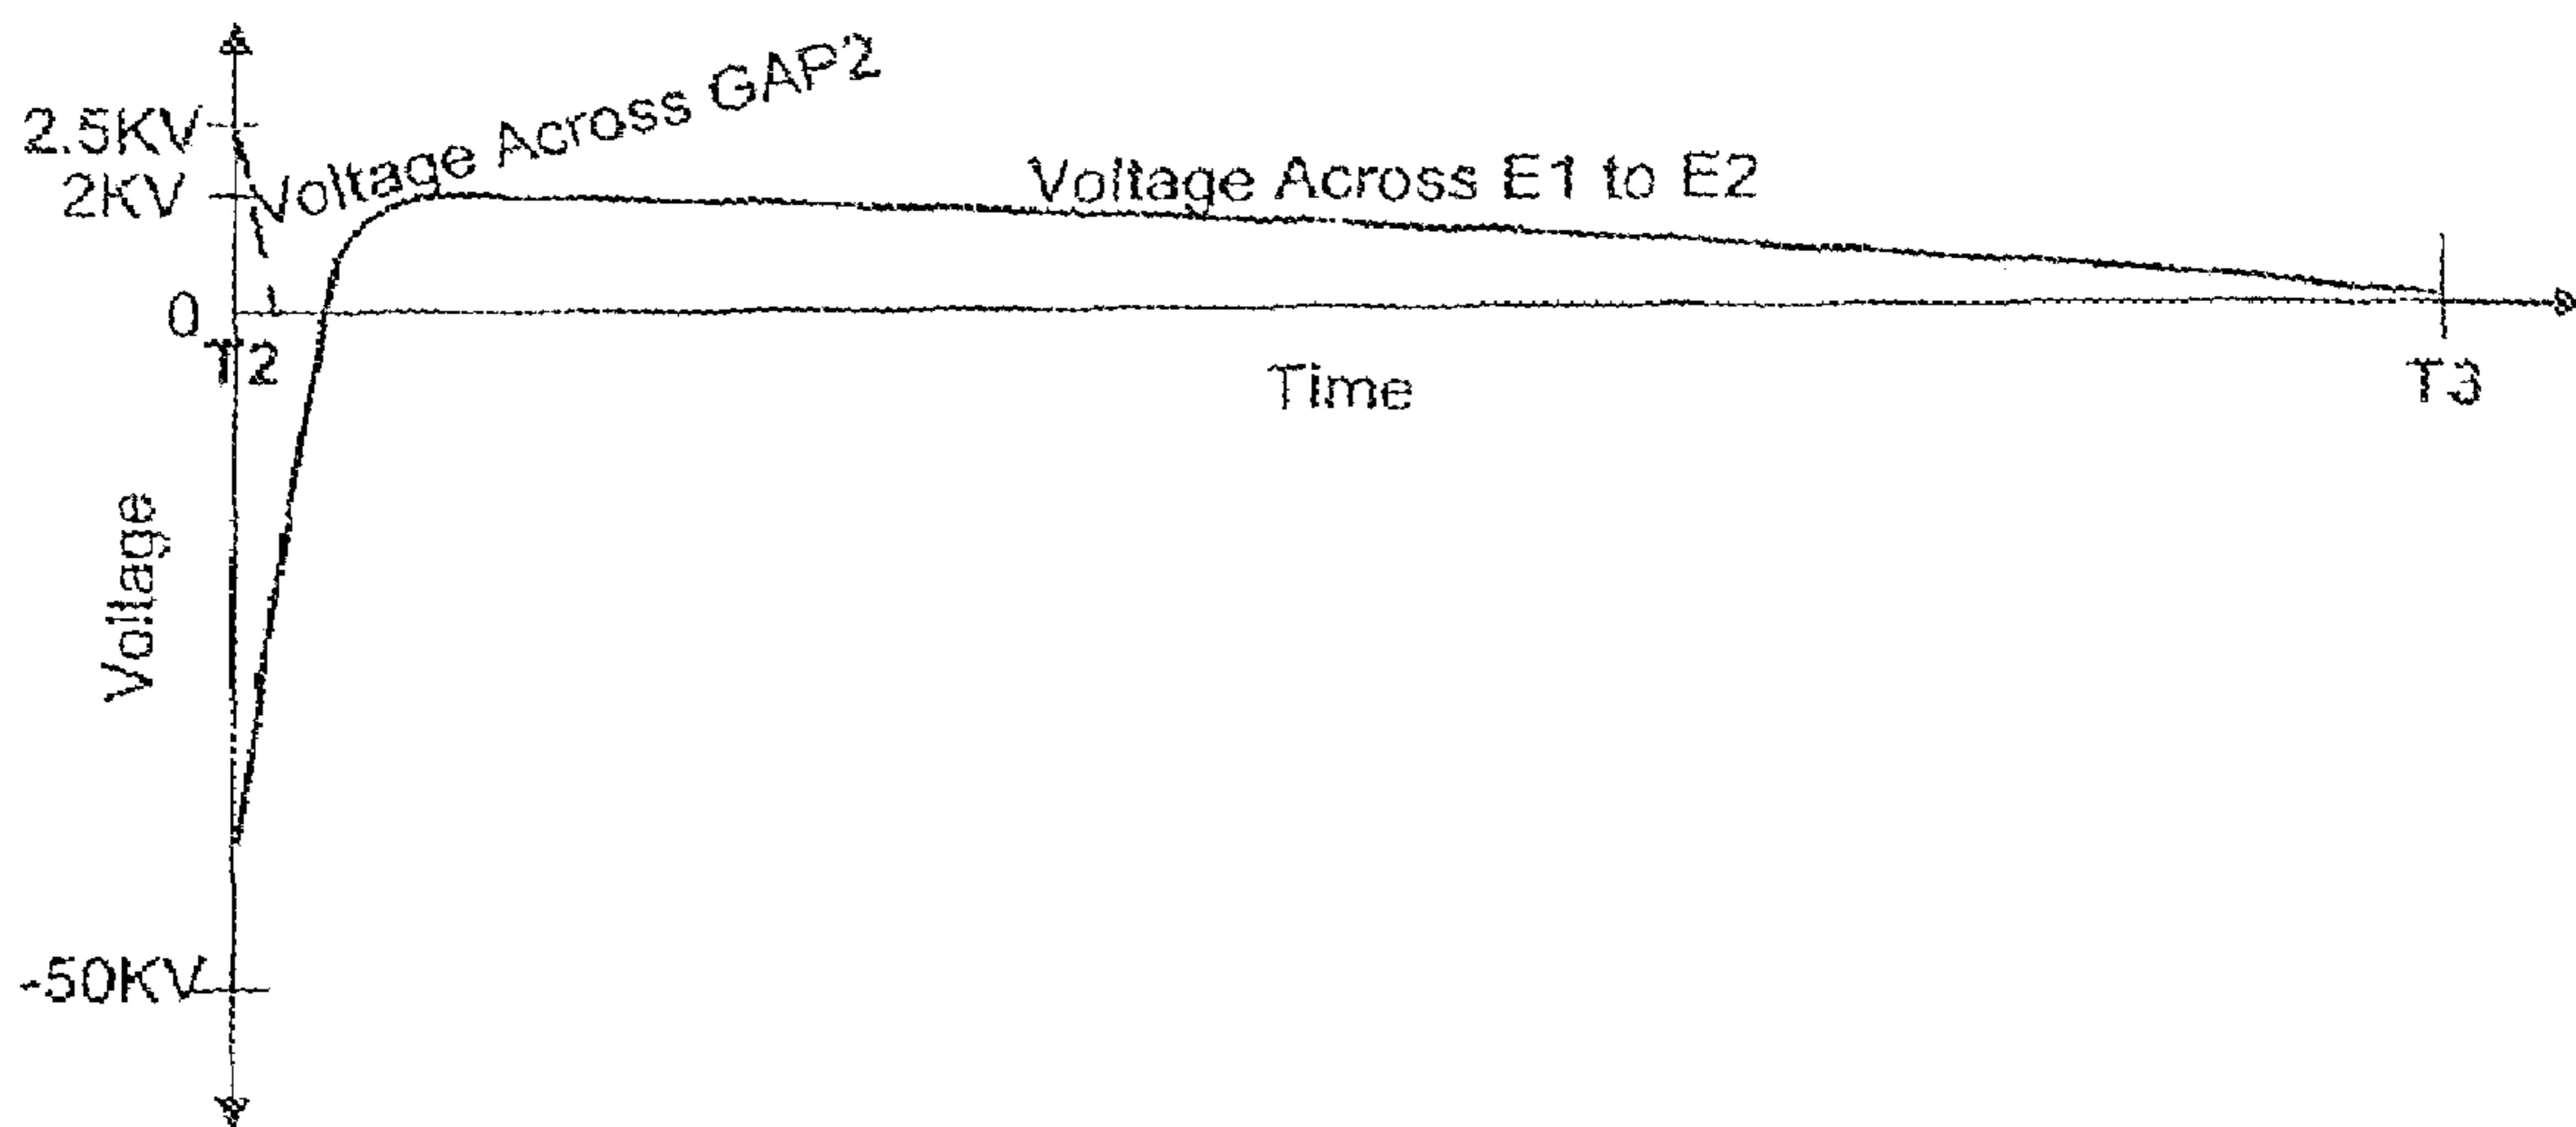 Voltage Across GAP2
2.5KV
2KV
Voltage Across E1 to E2
0
T2
Time
T3
Voltage
-50KV